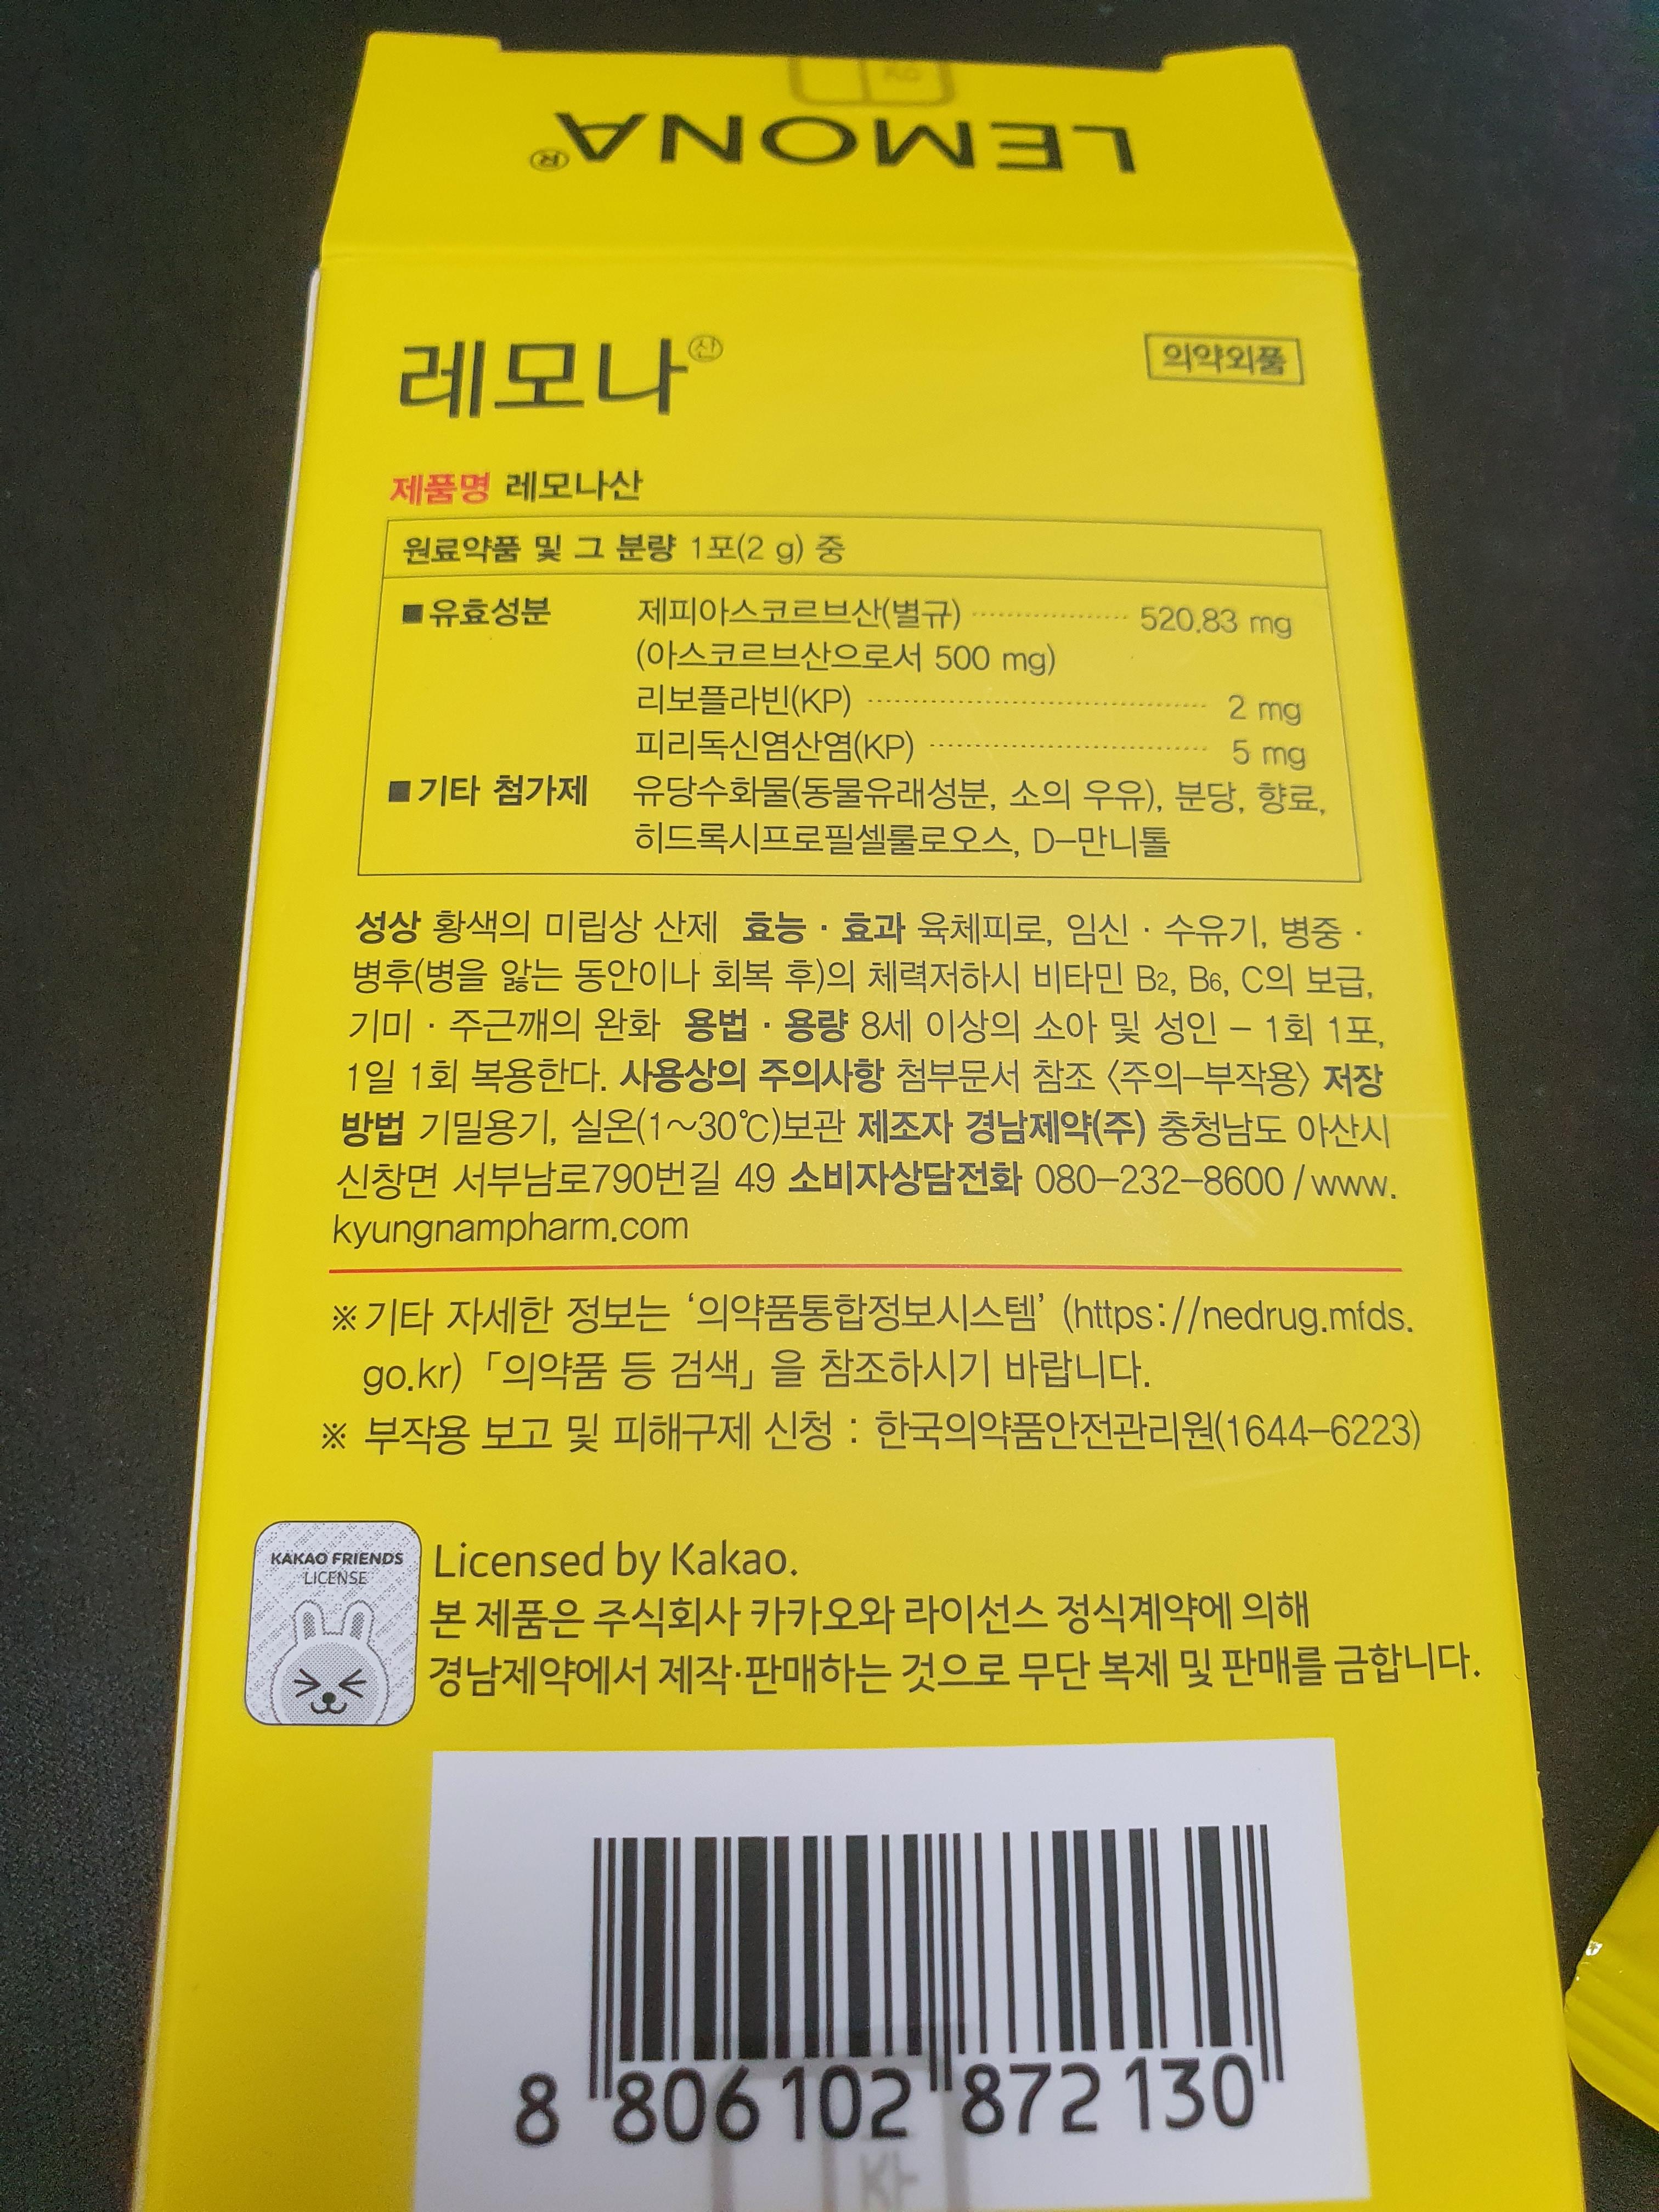 LEMONA®
레모나㉦산
의약외품
제품명 레모나산
원료약품 및 그 분량 1포(2 g) 중
■ 유효성분 제피아스코르브산(별규) ·················· 520.83 mg
(아스코르브산으로서 500 mg)
리보플라빈(KP) ······································ 2 mg
피리독신염산염(KP) ······························· 5 mg
■ 기타 첨가제 유당수화물(동물유래성분, 소의 우유), 분당, 향료,
히드록시프로필셀룰로오스, D-만니톨
성상 황색의 미립상 산제 효능 · 효과 육체피로, 임신 · 수유기, 병중 ·
병후(병을 앓는 동안이나 회복 후)의 체력저하시 비타민 B2, B6, C의 보급,
기미 · 주근깨의 완화 용법 · 용량 8세 이상의 소아 및 성인 - 1회 1포,
1일 1회 복용한다. 사용상의 주의사항 첨부문서 참조 〈주의-부작용〉 저장
방법 기밀용기, 실온(1~30℃)보관 제조자 경남제약(주) 충청남도 아산시
신창면 서부남로790번길 49 소비자상담전화 080-232-8600 / www.
kyungnampharm.com
※기타 자세한 정보는 ‘의약품통합정보시스템’ (https://nedrug.mfds.
go.kr) 「의약품 등 검색」 을 참조하시기 바랍니다.
※ 부작용 보고 및 피해구제 신청 : 한국의약품안전관리원(1644-6223)
KAKAO FRIENDS
LICENSE
Licensed by Kakao.
본 제품은 주식회사 카카오와 라이선스 정식계약에 의해
경남제약에서 제작·판매하는 것으로 무단 복제 및 판매를 금합니다.
8 806102 872130